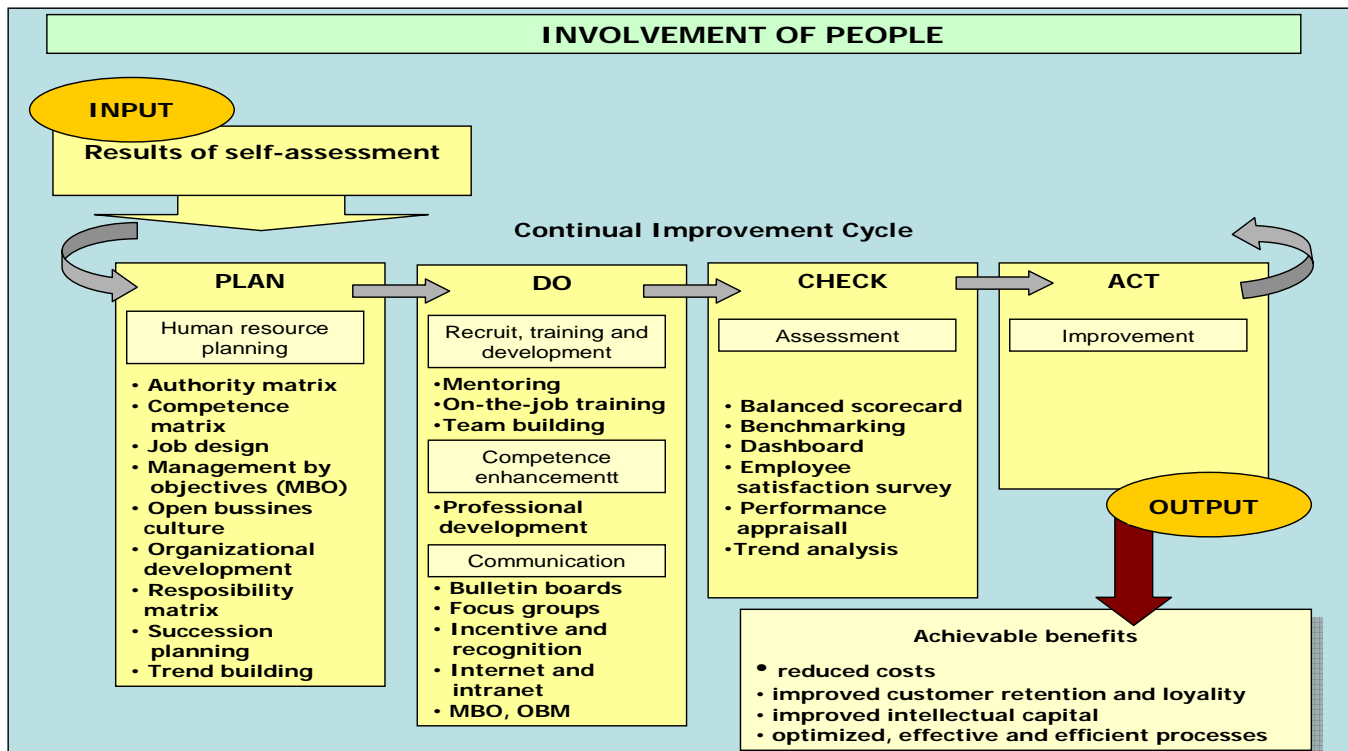 INVOLVEMENT OF PEOPLE
INPUT
Results of self-assessment
Continual Improvement Cycle
PLAN
Human resource
planning
• Authority matrix
• Competence
matrix
• Job design
• Management by
objectives (MBO)
• Open bussines
culture
• Organizational
development
• Resposibility
matrix
• Succession
planning
• Trend building
DO
Recruit, training and
development
•Mentoring
•On-the-job training
•Team building
Competence
enhancementt
•Professional
development
Communication
• Bulletin boards
• Focus groups
• Incentive and
recognition
• Internet and
intranet
• MBO, OBM
CHECK
Assessment
• Balanced scorecard
• Benchmarking
• Dashboard
• Employee
satisfaction survey
• Performance
appraisall
•Trend analysis
ACT
Improvement
OUTPUT
Achievable benefits
• reduced costs
• improved customer retention and loyality
• improved intellectual capital
• optimized, effective and efficient processes